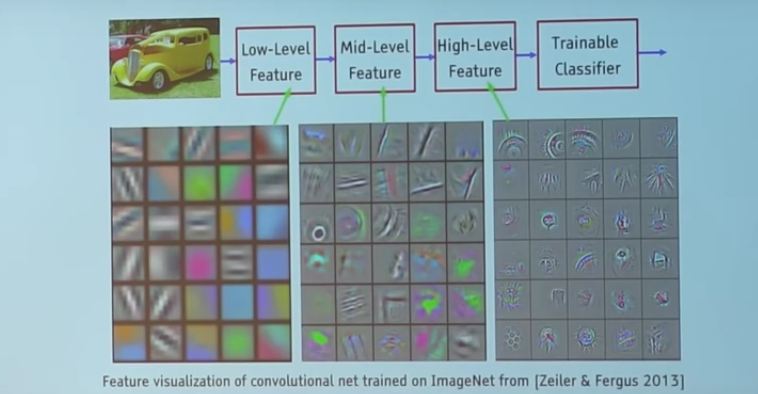 Low-Level
Feature
Mid-Level
Feature
High-Level
Feature
Trainable
Classifier
Feature visualization of convolutional net trained on ImageNet from [Zeiler & Fergus 2013]